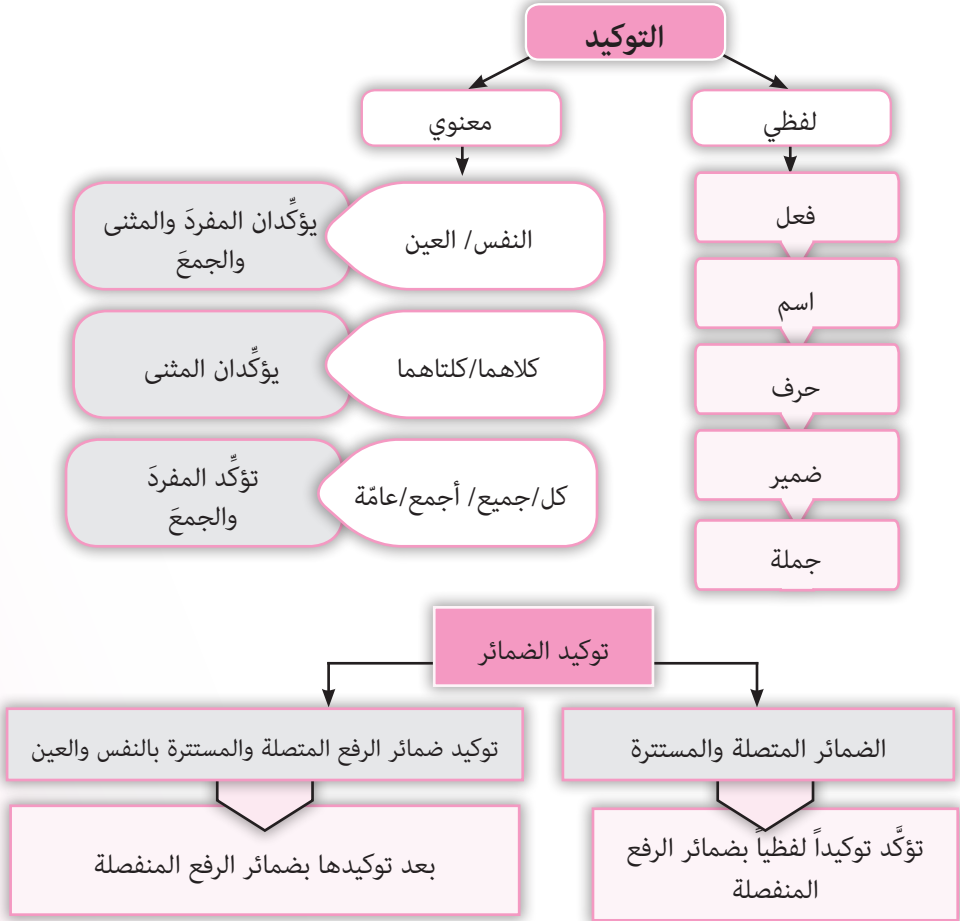 التوكيد
لفظي
فعل
اسم
حرف
ضمير
جملة
معنوي
النفس/ العين
يؤكِّدان المفردَ والمثنى
والجمعَ
كلاهما/كلتاهما
يؤكِّدان المثنى
كل/جميع/ أجمع/عامّة
تؤكِّد المفردَ
والجمعَ
توكيد الضمائر
الضمائر المتصلة والمستترة
تؤكَّد توكيداً لفظياً بضمائر الرفع
المنفصلة
توكيد ضمائر الرفع المتصلة والمستترة بالنفس والعين
بعد توكيدها بضمائر الرفع المنفصلة